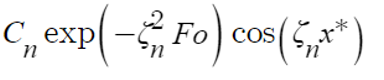 Cₙ exp(−ζₙ² Fo) cos(ζₙx*)